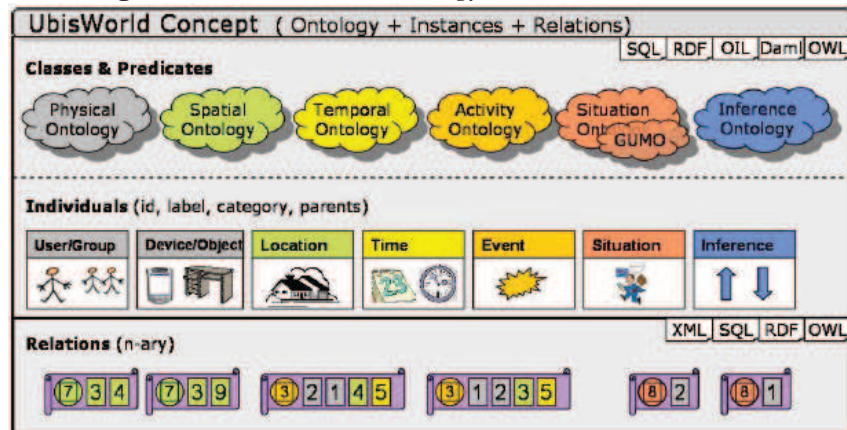 UbisWorld Concept ( Ontology + Instances + Relations)
SQL RDF OIL Daml OWL
Classes & Predicates
Physical Ontology
Spatial Ontology
Temporal Ontology
Activity Ontology
Situation Ont
GUMO
Inference Ontology
Individuals (id, label, category, parents)
User/Group Device/Object Location Time Event Situation Inference
23
XML SQL RDF OWL
Relations (n-ary)
7 3 4 7 3 9 3 2 1 4 5 3 1 2 3 5 8 2 8 1